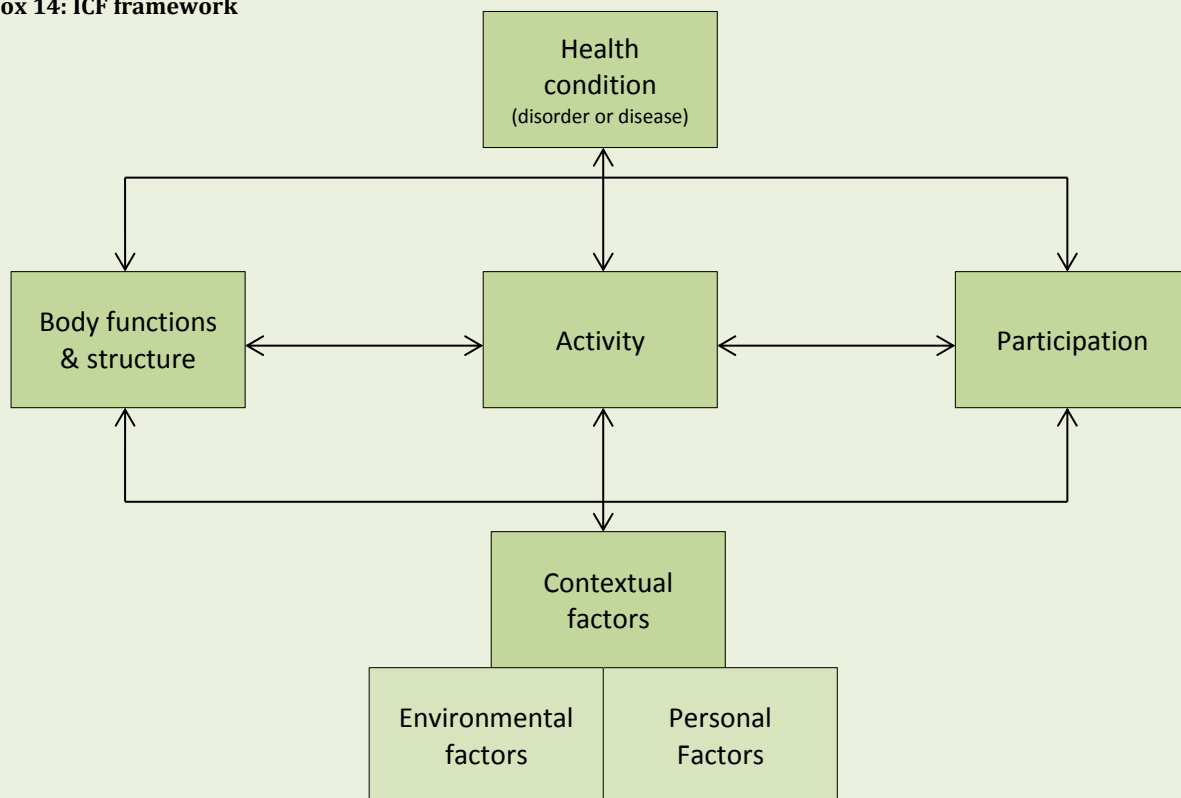 ox 14: ICF framework
Health
condition
(disorder or disease)
Body functions
& structure
Activity
Participation
Contextual
factors
Environmental
factors
Personal
Factors